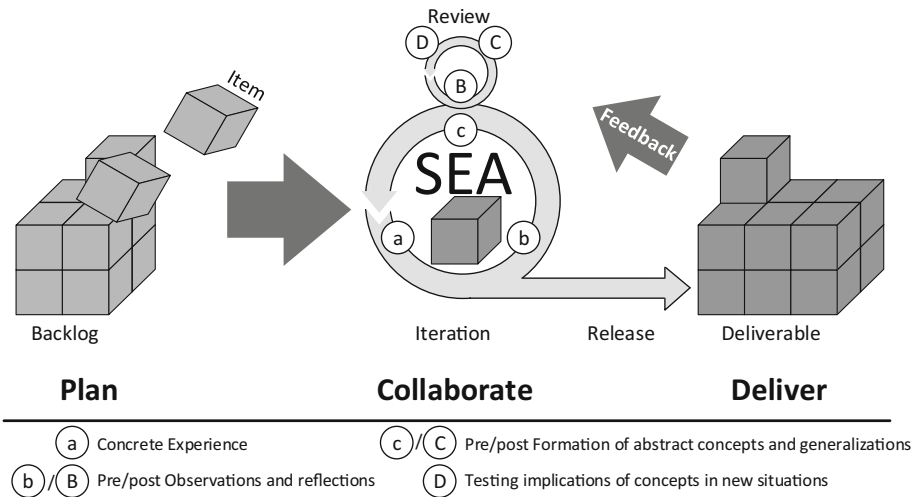 Review
D
C
B
Item
c
SEA
Feedback
a
b
Backlog
Iteration
Release
Deliverable
Plan
Collaborate
Deliver
a Concrete Experience
c/C Pre/post Formation of abstract concepts and generalizations
b/B Pre/post Observations and reflections
D Testing implications of concepts in new situations